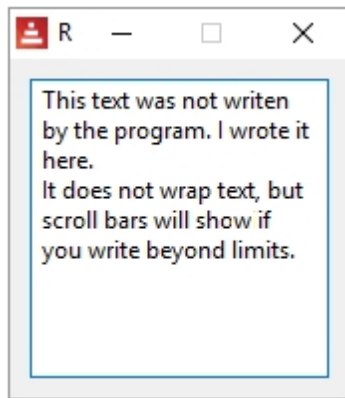 R
This text was not writen
by the program. I wrote it
here.
It does not wrap text, but
scroll bars will show if
you write beyond limits.